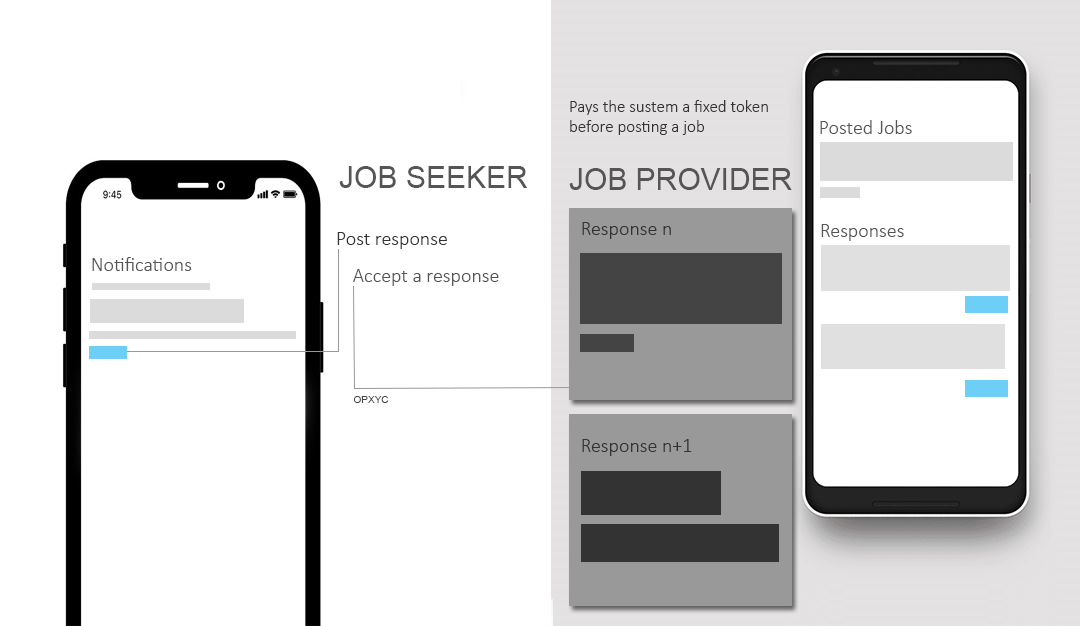 9:45
Notifications
JOB SEEKER
Post response
Accept a response
OPXYC
Pays the sustem a fixed token
before posting a job
JOB PROVIDER
Response n
Response n+1
Posted Jobs
Responses